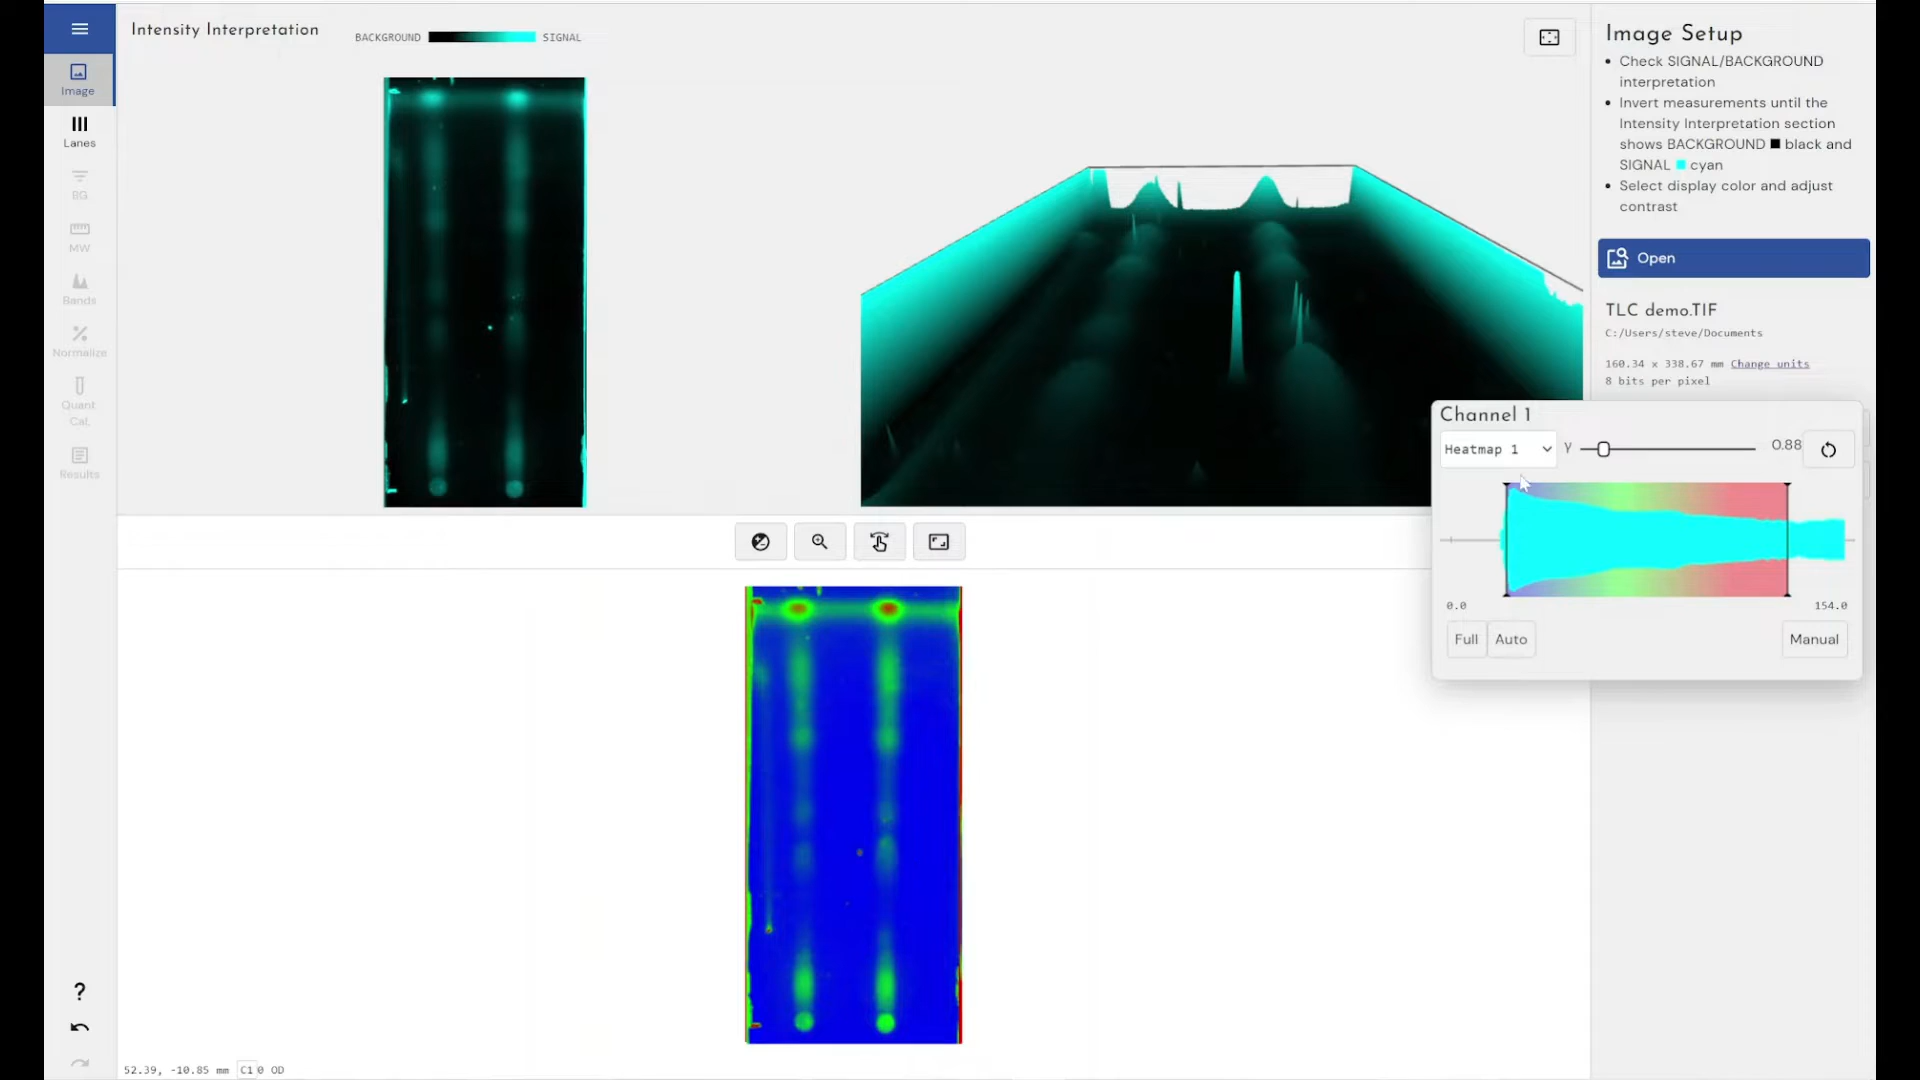 Intensity Interpretation
BACKGROUND SIGNAL
Image
Lanes
BG
MW
Bands
Normalize
Quant
Cal.
Results
?
Image Setup
• Check SIGNAL/BACKGROUND
interpretation
• Invert measurements until the
Intensity Interpretation section
shows BACKGROUND black and
SIGNAL cyan
• Select display color and adjust
contrast
Open
TLC demo.TIF
C:/Users/steve/Documents
160.34 x 338.67 mm Change units
8 bits per pixel
Channel 1
Heatmap 1 γ 0.88
0.0 154.0
Full Auto Manual
52.39, -10.85 mm C1 0 OD